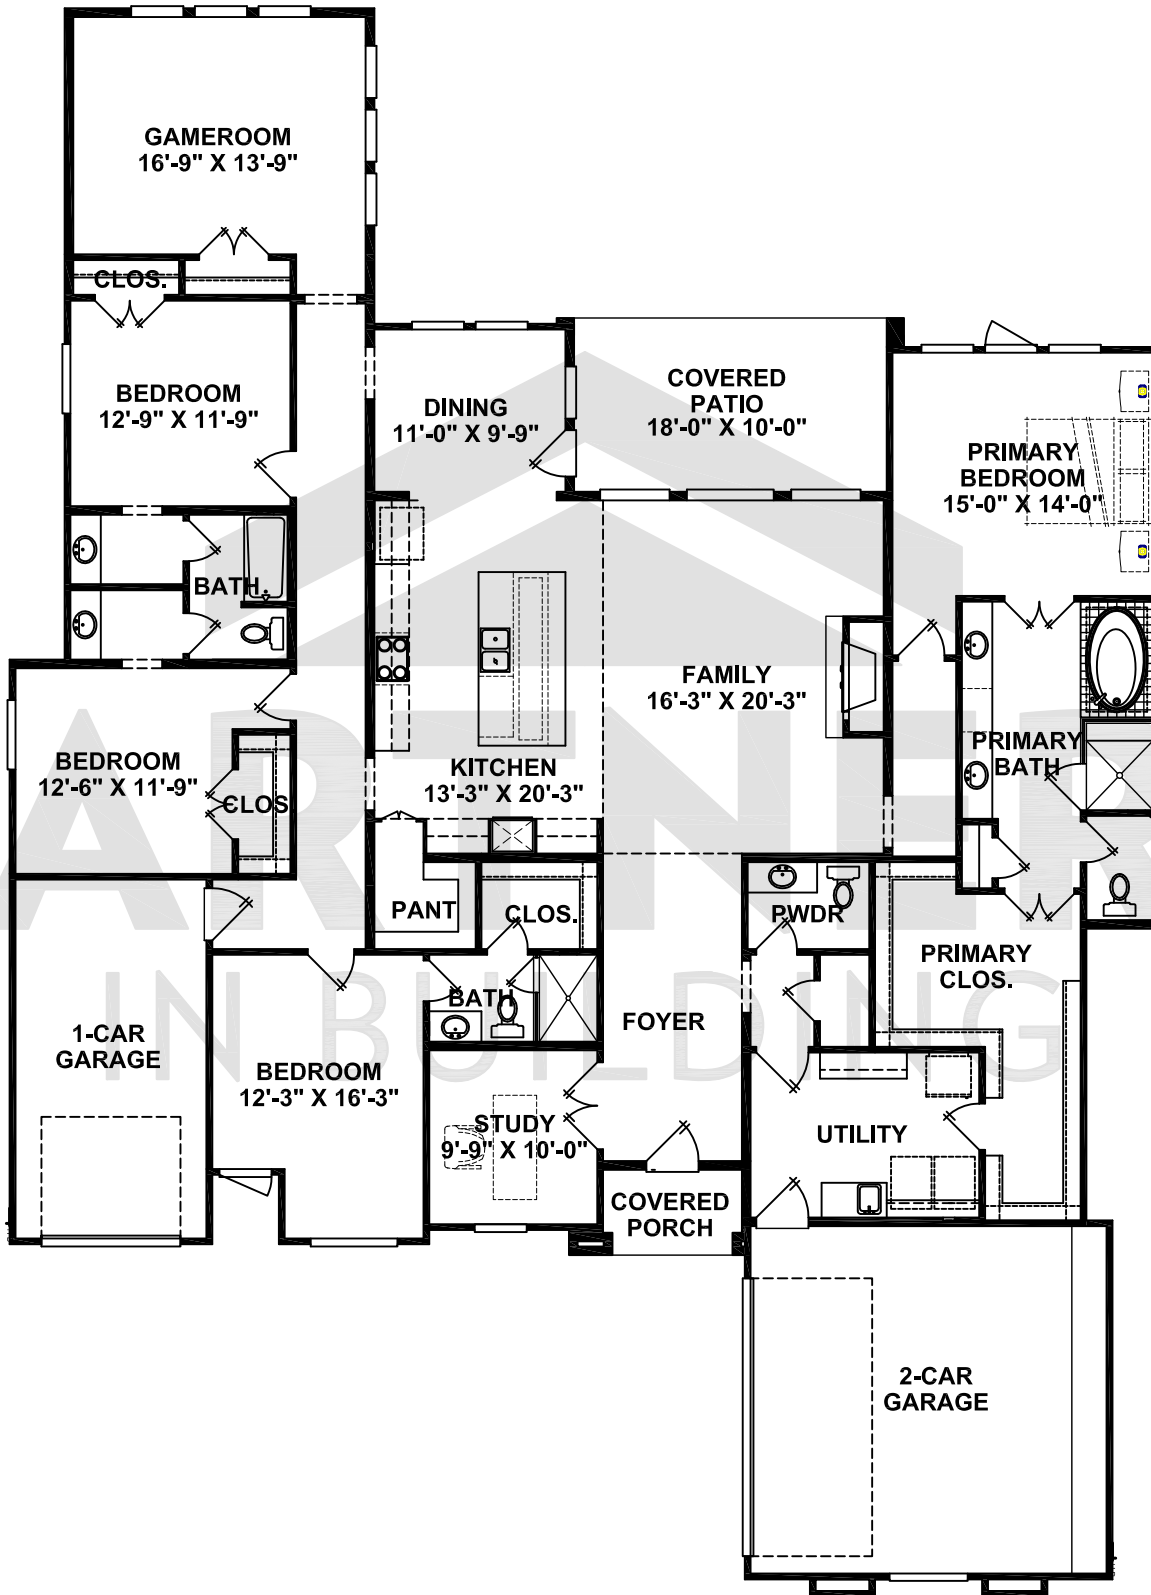 GAMEROOM
16'-9" X 13'-9"
CLOS.
BEDROOM
12'-9" X 11'-9"
DINING
11'-0" X 9'-9"
COVERED
PATIO
18'-0" X 10'-0"
PRIMARY
BEDROOM
15'-0" X 14'-0"
BATH
FAMILY
16'-3" X 20'-3"
BEDROOM
12'-6" X 11'-9"
CLOS
KITCHEN
13'-3" X 20'-3"
PRIMARY
BATH
PANT
CLOS.
PWDR
PRIMARY
CLOS.
ARTNER
IN BUILDING
1-CAR
GARAGE
BEDROOM
12'-3" X 16'-3"
BATH
FOYER
STUDY
9'-9" X 10'-0"
UTILITY
COVERED
PORCH
2-CAR
GARAGE